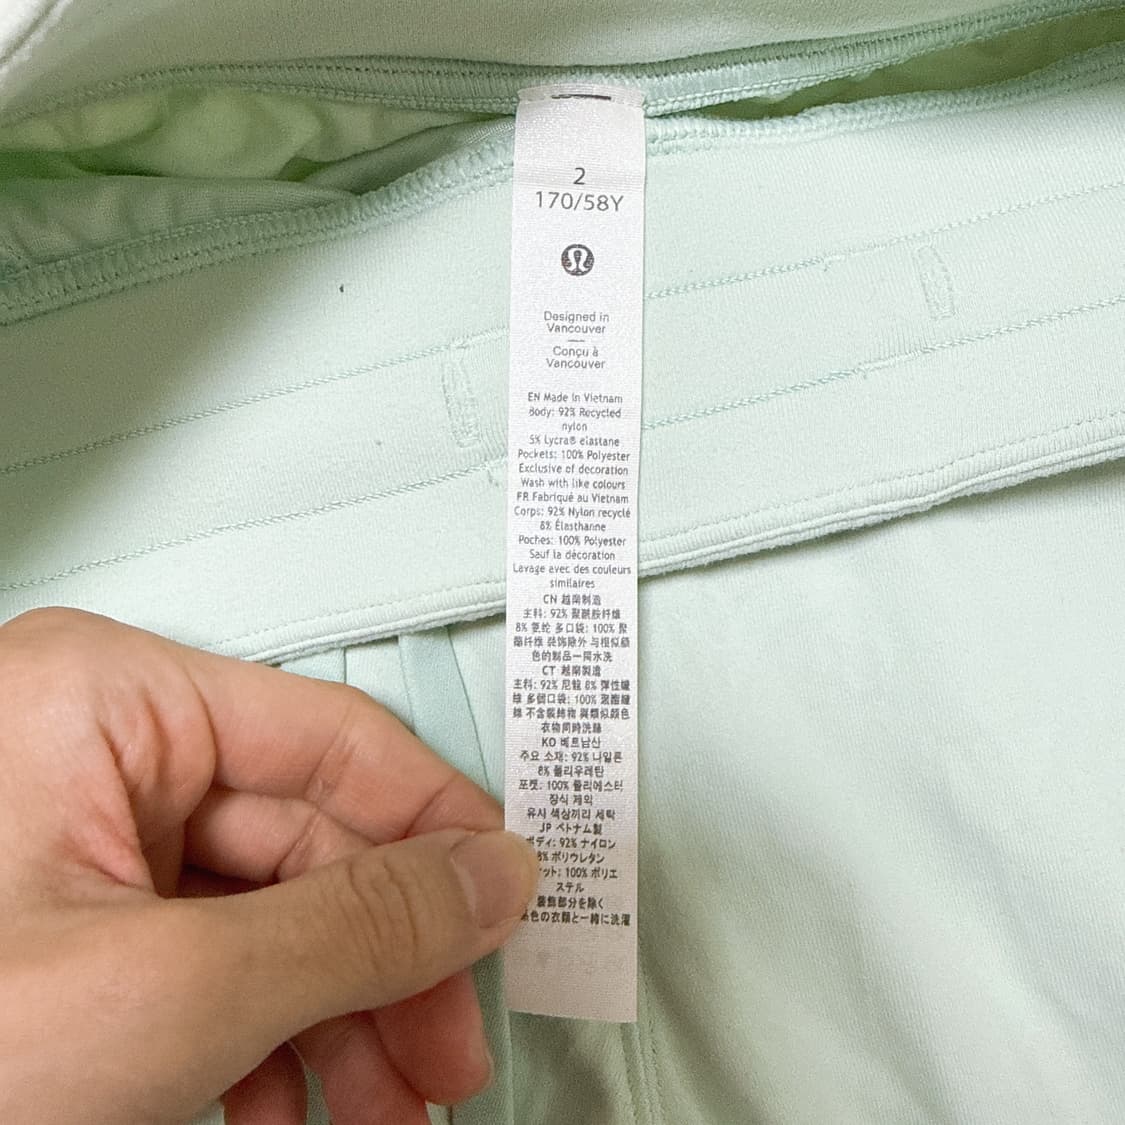 2
170/58Y
Designed in
Vancouver
Conçu à
Vancouver
EN Made in Vietnam
Body: 92% Recycled
nylon
5% Lycra® elastane
Pockets: 100% Polyester
Exclusive of decoration
Wash with like colours
FR Fabriqué au Vietnam
Corps: 92% Nylon recyclé
8% Élasthanne
Poches: 100% Polyester
Sauf la décoration
Lavage avec des couleurs
similaires
CN 越南制造
主料: 92% 聚酰胺纤维
8% 氨纶 多口袋: 100% 聚
酯纤维 装饰除外 与相似颜
色的制品一同水洗
CT 越南製造
主料: 92% 尼龍 8% 彈性纖
維 多個口袋: 100% 聚酯纖
維 不含裝飾物 與類似顏色
衣物同時洗滌
KO 베트남산
주요 소재: 92% 나일론
8% 폴리우레탄
포켓: 100% 폴리에스터
장식 제외
유사 색상끼리 세탁
JP ベトナム製
ボディ: 92% ナイロン
8% ポリウレタン
ット: 100% ポリエ
ステル
装飾部分を除く
色の衣類と一緒に洗濯